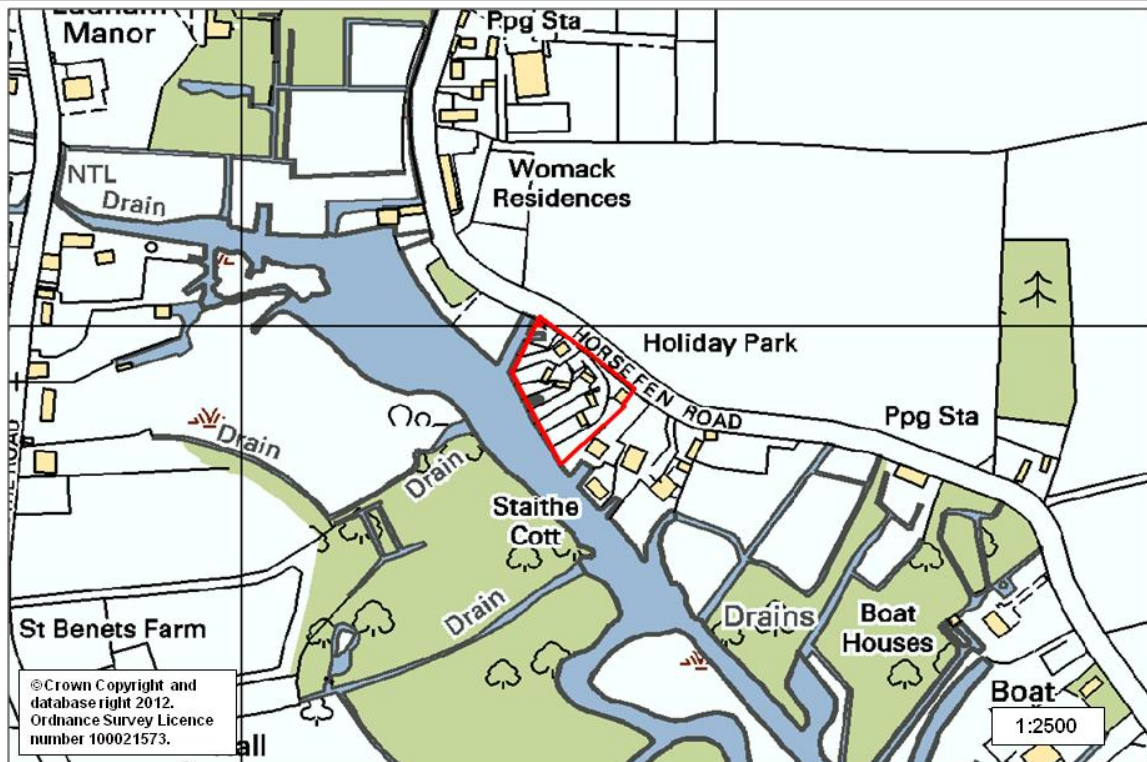 Manor
Ppg Sta
Womack
Residences
NTL
Drain
Holiday Park
HORSEFEN ROAD
Ppg Sta
Drain
Drain
Staithe
Cott
Drain
Drains
Boat
Houses
St Benets Farm
Boat
©Crown Copyright and
database right 2012.
Ordnance Survey Licence
number 100021573.
all
1:2500